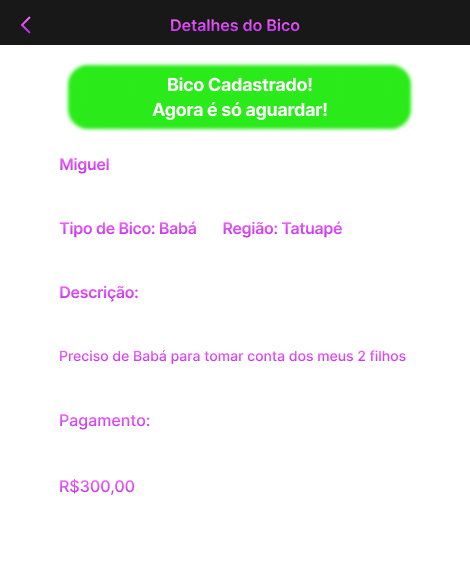 Detalhes do Bico
Bico Cadastrado!
Agora é só aguardar!
Miguel
Tipo de Bico: Babá Região: Tatuapé
Descrição:
Preciso de Babá para tomar conta dos meus 2 filhos
Pagamento:
R$300,00